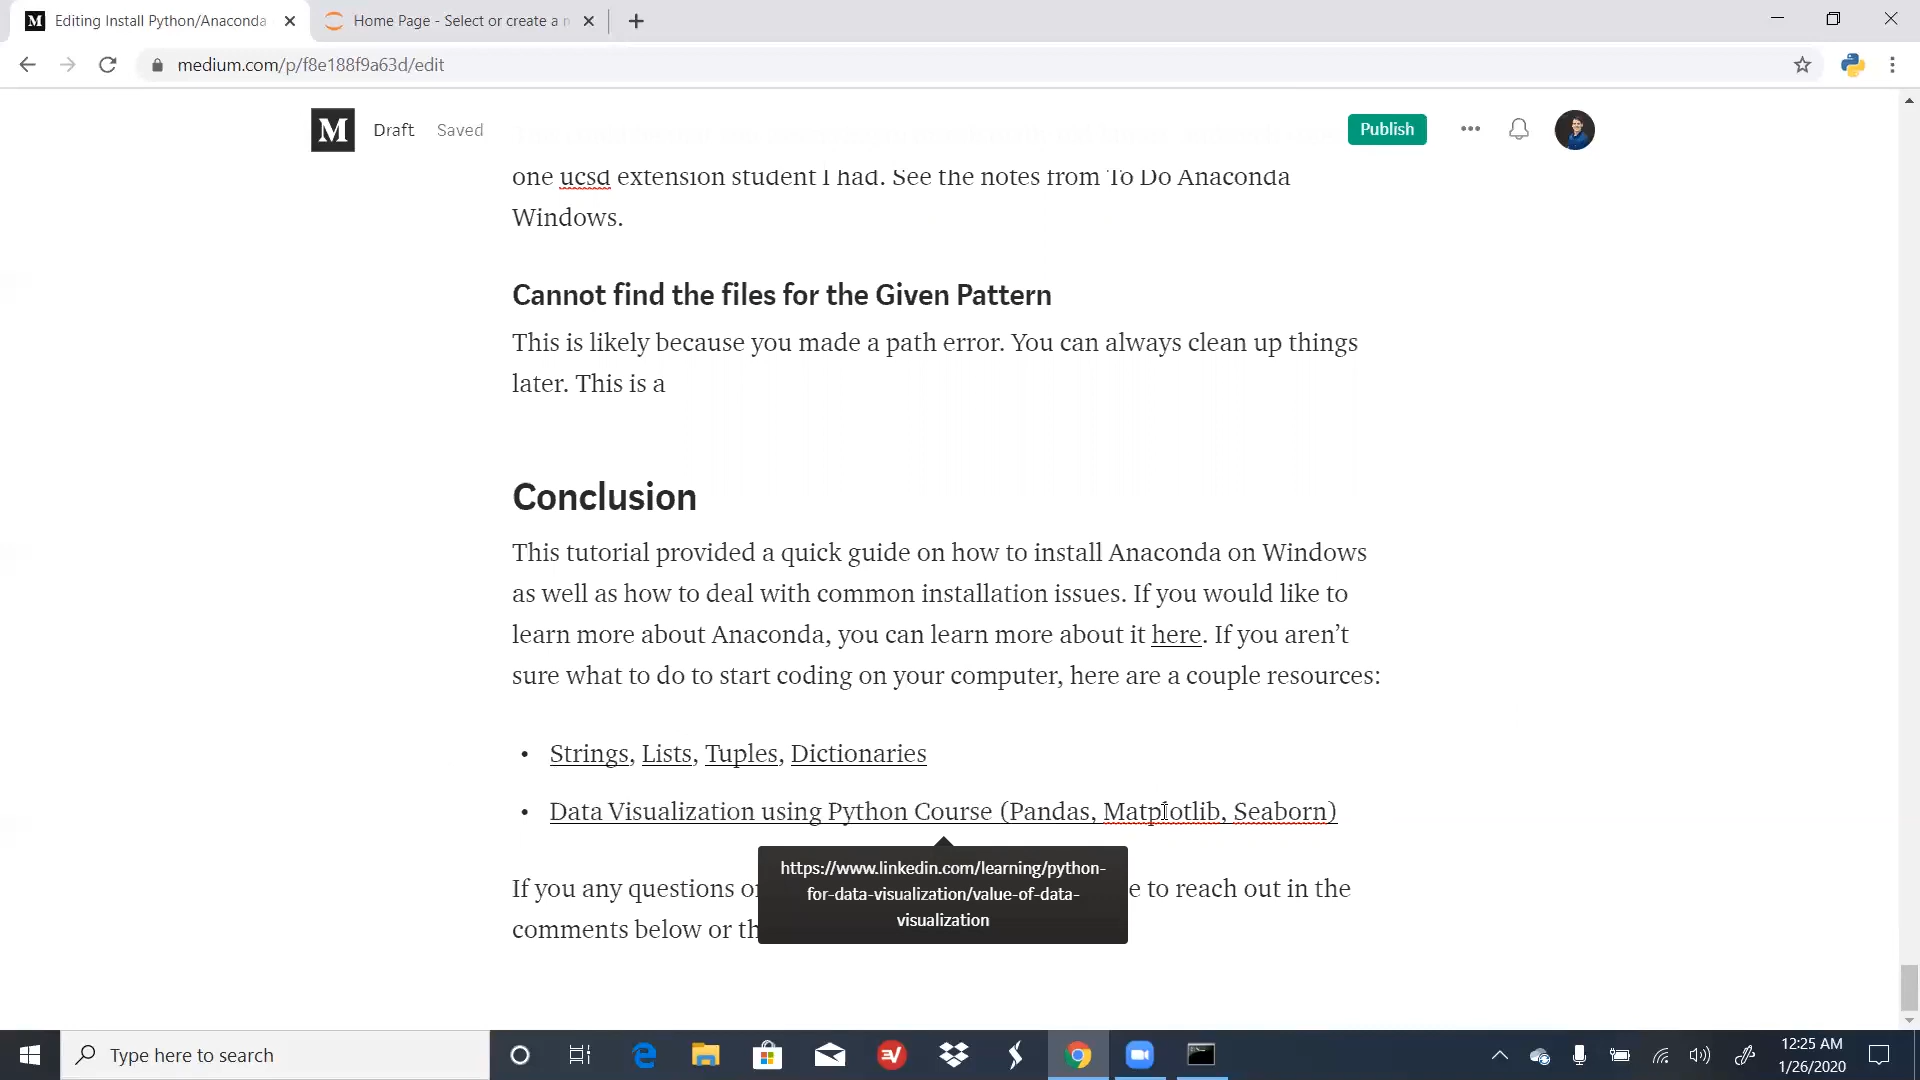 Editing Install Python/Anaconda
Home Page - Select or create a n
medium.com/p/f8e188f9a63d/edit
M
Draft
Saved
Publish
one ucsd extension student I had. See the notes from To Do Anaconda
Windows.
Cannot find the files for the Given Pattern
This is likely because you made a path error. You can always clean up things
later. This is a
Conclusion
This tutorial provided a quick guide on how to install Anaconda on Windows
as well as how to deal with common installation issues. If you would like to
learn more about Anaconda, you can learn more about it here. If you aren’t
sure what to do to start coding on your computer, here are a couple resources:
• Strings, Lists, Tuples, Dictionaries
• Data Visualization using Python Course (Pandas, Matplotlib, Seaborn)
https://www.linkedin.com/learning/python-
for-data-visualization/value-of-data-
visualization
If you any questions e to reach out in the
comments below or
Type here to search
12:25 AM
1/26/2020